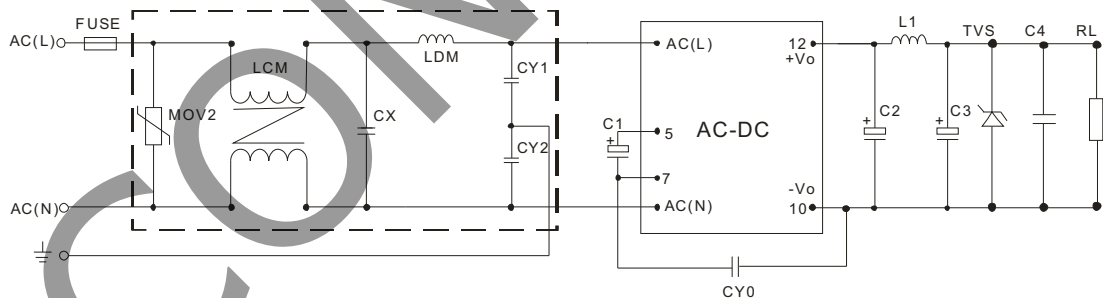 FUSE
AC(L)
LCM
MOV2
CX
LDM
CY1
CY2
AC(N)
C1
5
7
AC(L)
AC-DC
AC(N)
12
+Vo
-Vo
10
CY0
L1
TVS
C4
RL
+
C2
+
C3
+